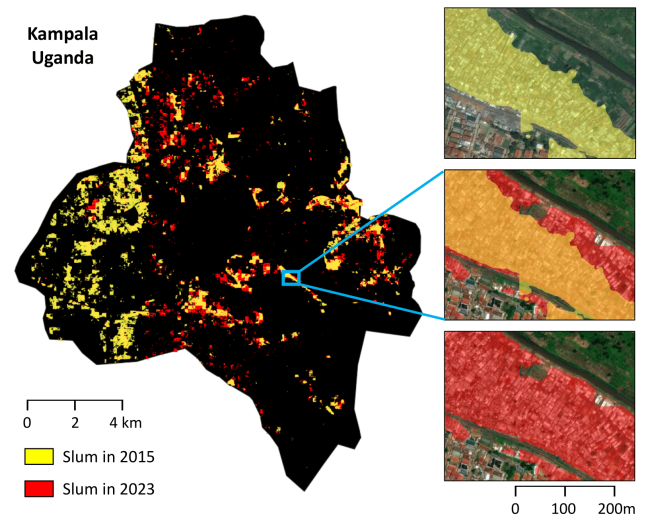 Kampala
Uganda
0 2 4 km
Slum in 2015
Slum in 2023
0 100 200m